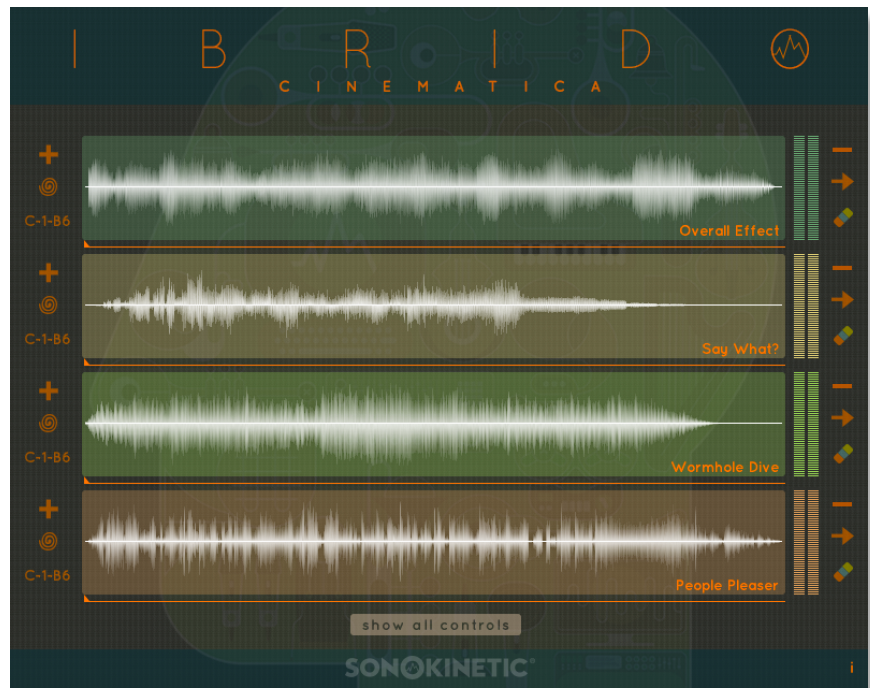 I B R I D
C I N E M A T I C A
C-1-B6
Overall Effect
C-1-B6
Say What?
C-1-B6
Wormhole Dive
C-1-B6
People Pleaser
show all controls
SONOKINETIC®
i